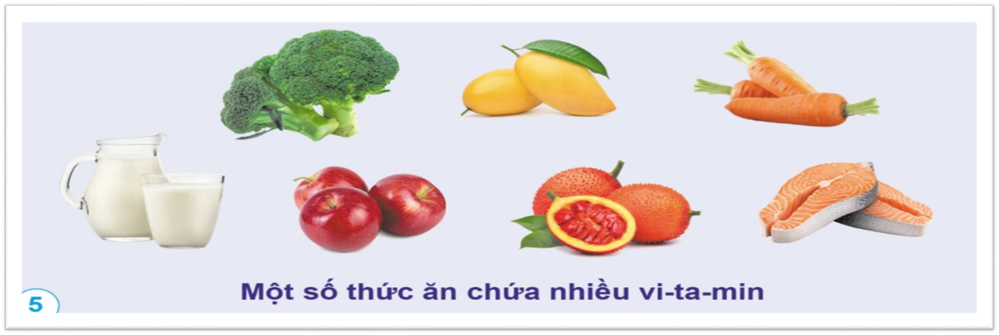 Một số thức ăn chứa nhiều vi-ta-min
5